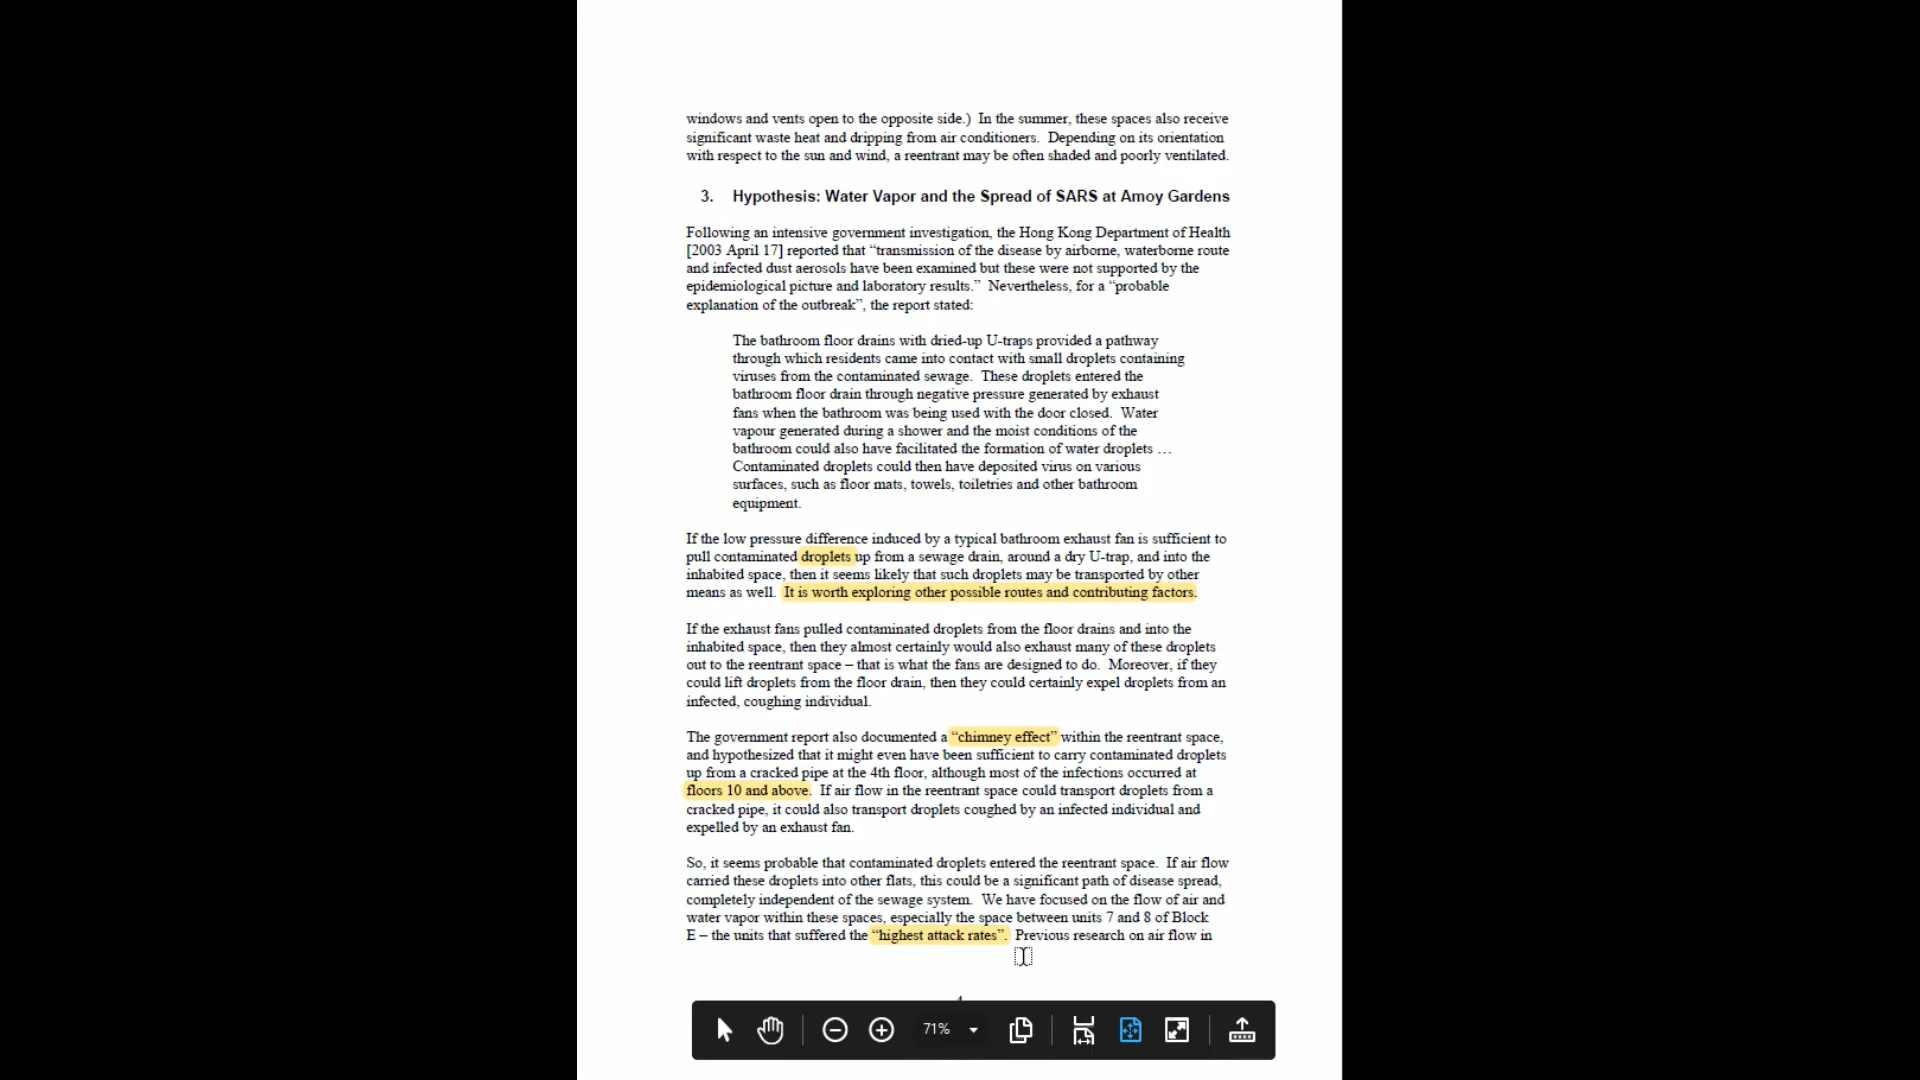 windows and vents open to the opposite side.)  In the summer, these spaces also receive
significant waste heat and dripping from air conditioners.  Depending on its orientation
with respect to the sun and wind, a reentrant may be often shaded and poorly ventilated.
3. Hypothesis: Water Vapor and the Spread of SARS at Amoy Gardens
Following an intensive government investigation, the Hong Kong Department of Health
[2003 April 17] reported that “transmission of the disease by airborne, waterborne route
and infected dust aerosols have been examined but these were not supported by the
epidemiological picture and laboratory results.”  Nevertheless, for a “probable
explanation of the outbreak”, the report stated:
The bathroom floor drains with dried-up U-traps provided a pathway
through which residents came into contact with small droplets containing
viruses from the contaminated sewage.  These droplets entered the
bathroom floor drain through negative pressure generated by exhaust
fans when the bathroom was being used with the door closed.  Water
vapour generated during a shower and the moist conditions of the
bathroom could also have facilitated the formation of water droplets …
Contaminated droplets could then have deposited virus on various
surfaces, such as floor mats, towels, toiletries and other bathroom
equipment.
If the low pressure difference induced by a typical bathroom exhaust fan is sufficient to
pull contaminated droplets up from a sewage drain, around a dry U-trap, and into the
inhabited space, then it seems likely that such droplets may be transported by other
means as well.  It is worth exploring other possible routes and contributing factors.
If the exhaust fans pulled contaminated droplets from the floor drains and into the
inhabited space, then they almost certainly would also exhaust many of these droplets
out to the reentrant space – that is what the fans are designed to do.  Moreover, if they
could lift droplets from the floor drain, then they could certainly expel droplets from an
infected, coughing individual.
The government report also documented a “chimney effect” within the reentrant space,
and hypothesized that it might even have been sufficient to carry contaminated droplets
up from a cracked pipe at the 4th floor, although most of the infections occurred at
floors 10 and above.  If air flow in the reentrant space could transport droplets from a
cracked pipe, it could also transport droplets coughed by an infected individual and
expelled by an exhaust fan.
So, it seems probable that contaminated droplets entered the reentrant space.  If air flow
carried these droplets into other flats, this could be a significant path of disease spread,
completely independent of the sewage system.  We have focused on the flow of air and
water vapor within these spaces, especially the space between units 7 and 8 of Block
E – the units that suffered the “highest attack rates”.  Previous research on air flow in
71%